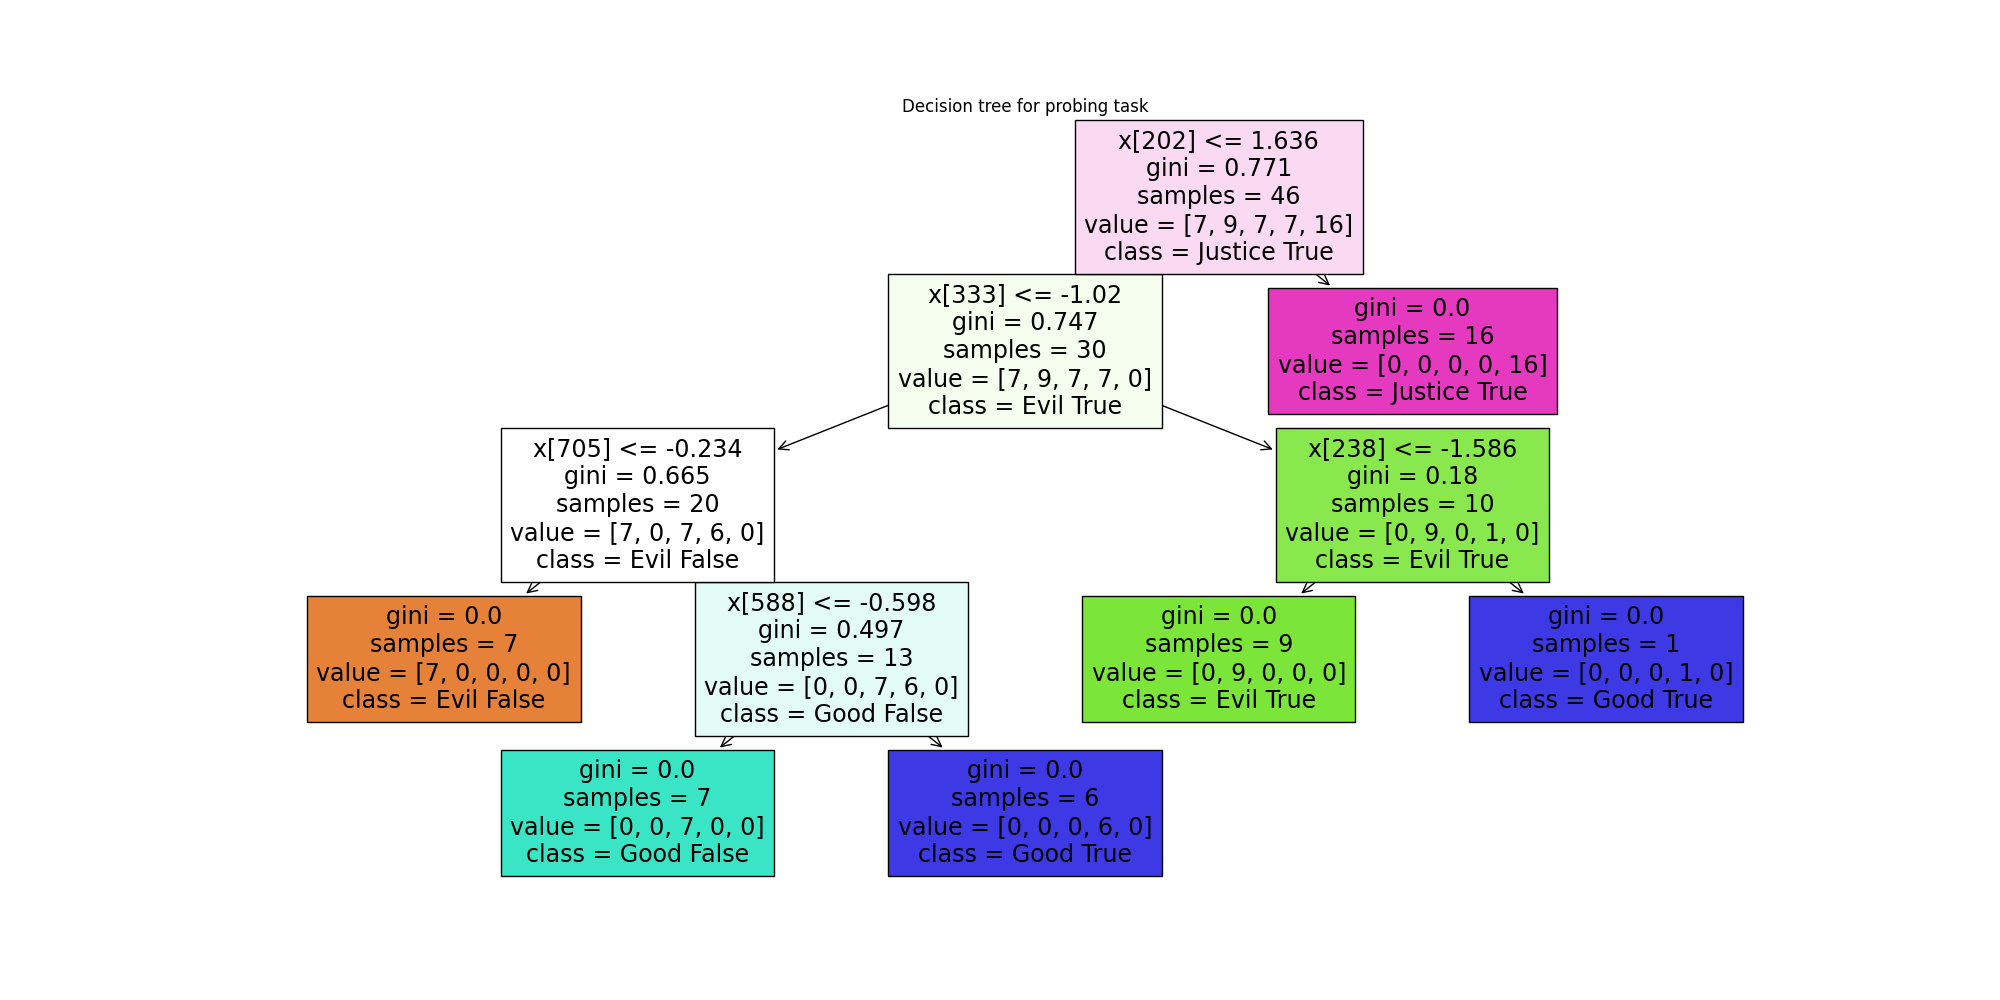 Decision tree for probing task
x[202] <= 1.636
gini = 0.771
samples = 46
value = [7, 9, 7, 7, 16]
class = Justice True
x[333] <= -1.02
gini = 0.747
samples = 30
value = [7, 9, 7, 7, 0]
class = Evil True
gini = 0.0
samples = 16
value = [0, 0, 0, 0, 16]
class = Justice True
x[705] <= -0.234
gini = 0.665
samples = 20
value = [7, 0, 7, 6, 0]
class = Evil False
x[238] <= -1.586
gini = 0.18
samples = 10
value = [0, 9, 0, 1, 0]
class = Evil True
gini = 0.0
samples = 7
value = [7, 0, 0, 0, 0]
class = Evil False
x[588] <= -0.598
gini = 0.497
samples = 13
value = [0, 0, 7, 6, 0]
class = Good False
gini = 0.0
samples = 9
value = [0, 9, 0, 0, 0]
class = Evil True
gini = 0.0
samples = 1
value = [0, 0, 0, 1, 0]
class = Good True
gini = 0.0
samples = 7
value = [0, 0, 7, 0, 0]
class = Good False
gini = 0.0
samples = 6
value = [0, 0, 0, 6, 0]
class = Good True